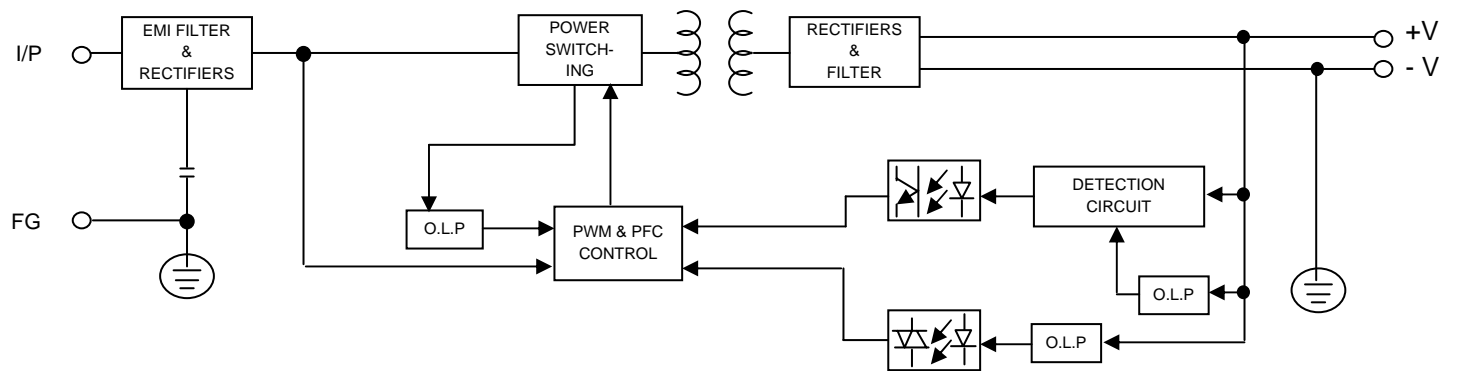 I/P
EMI FILTER
&
RECTIFIERS
POWER
SWITCH-
ING
RECTIFIERS
&
FILTER
+V
- V
FG
O.L.P
PWM & PFC
CONTROL
DETECTION
CIRCUIT
O.L.P
O.L.P